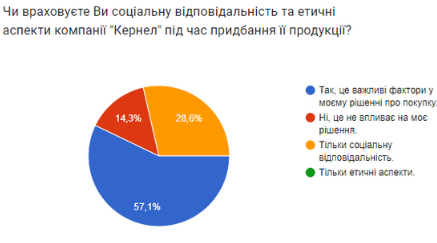 Чи враховуєте Ви соціальну відповідальність та етичні
аспекти компанії "Кернел" під час придбання її продукції?
Так, це важливі фактори у
моєму рішенні про покупку.
Ні, це не впливає на моє
рішення.
Тільки соціальну
відповідальність.
Тільки етичні аспекти.
14,3%
28,6%
57,1%